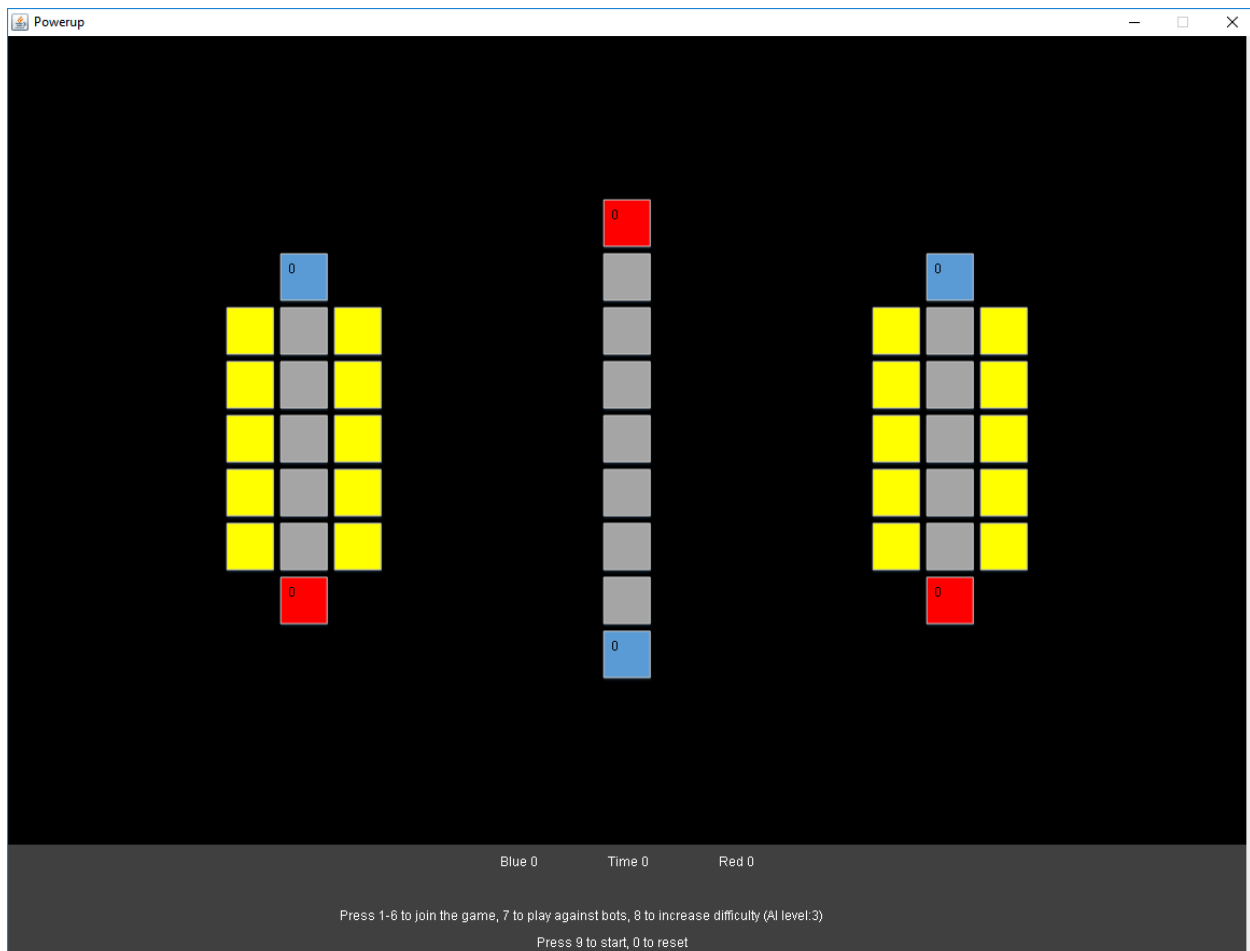 Powerup
0
0
0
0
0
0
Blue 0 Time 0 Red 0
Press 1-6 to join the game, 7 to play against bots, 8 to increase difficulty (AI level:3)
Press 9 to start, 0 to reset